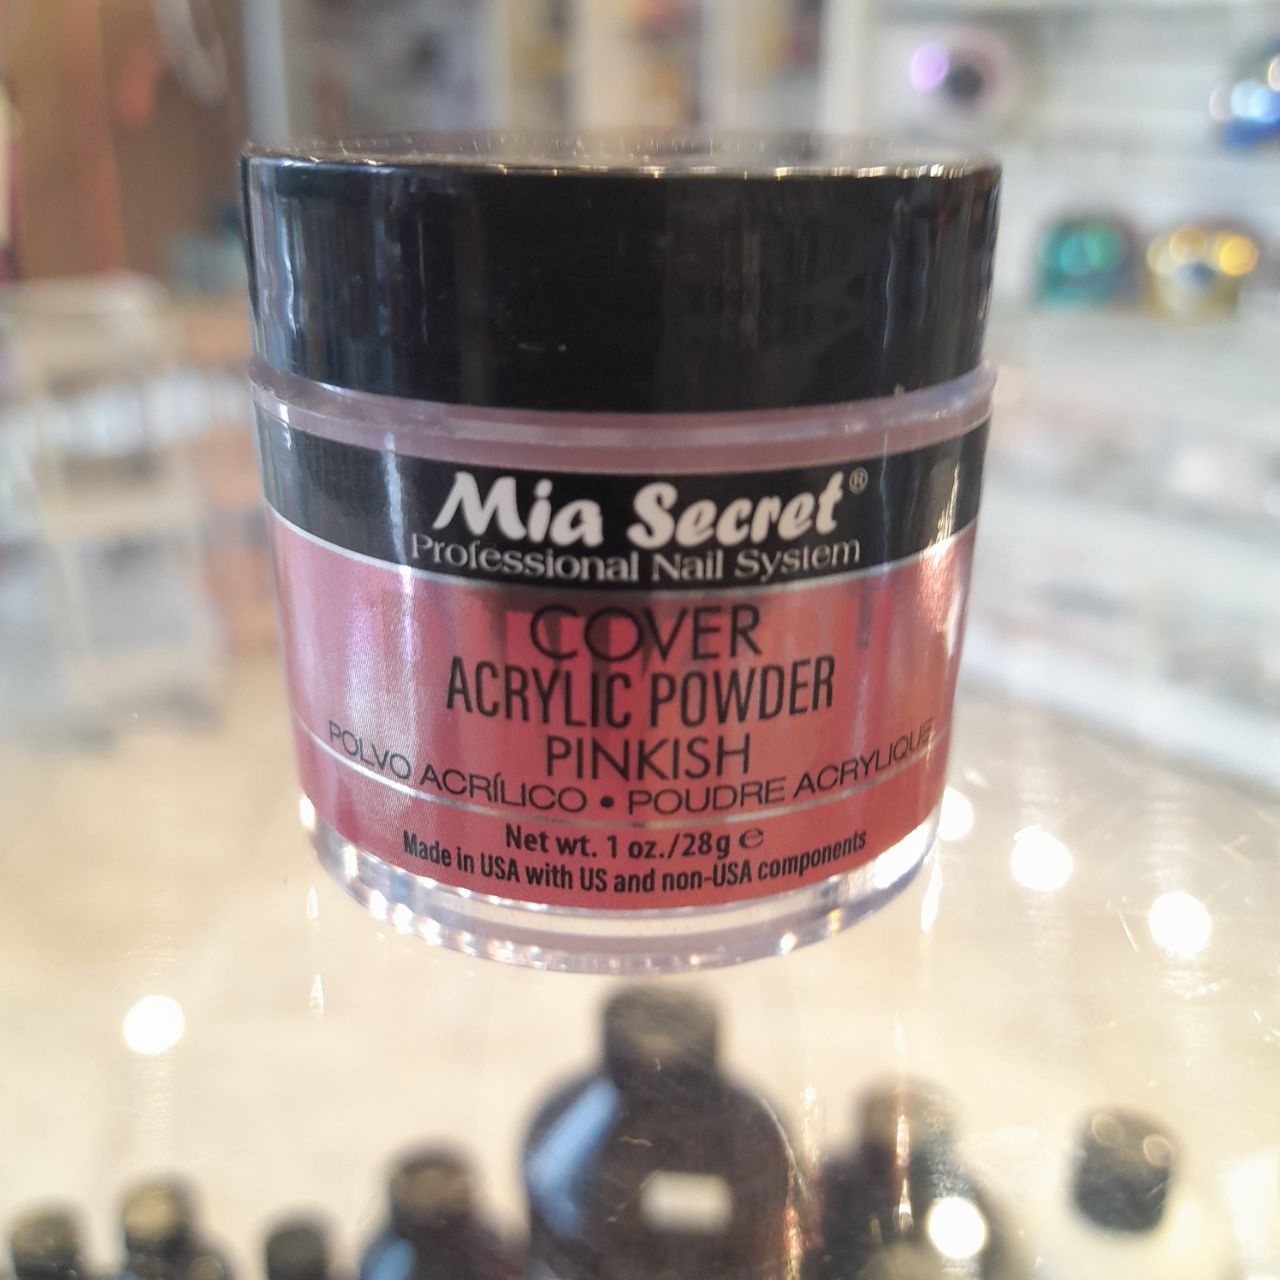 Mia Secret®
Professional Nail System
COVER
ACRYLIC POWDER
PINKISH
POLVO ACRÍLICO • POUDRE ACRYLIQUE
Net wt. 1 oz./28g ℮
Made in USA with US and non-USA components